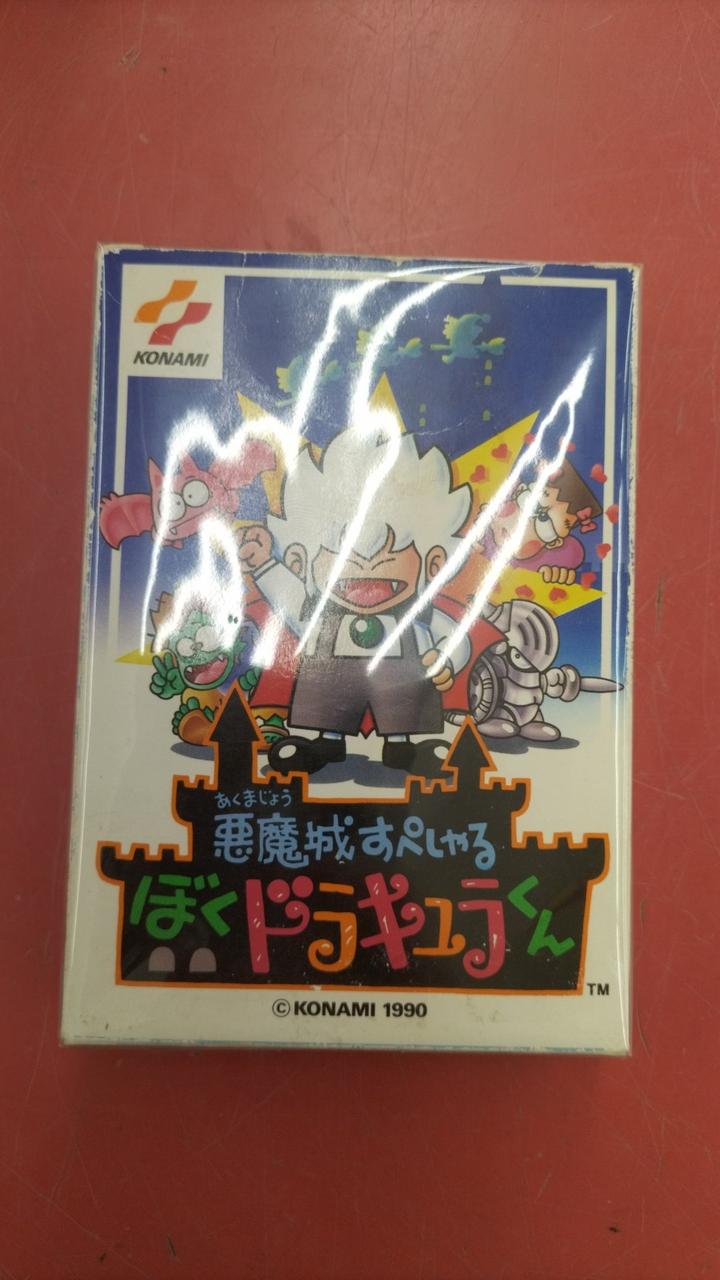 KONAMI
あくまじょう
悪魔城すぺしゃる
ぼくドラキュラくん
TM
© KONAMI 1990